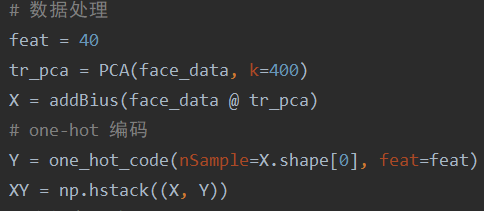 # 数据处理
feat = 40
tr_pca = PCA(face_data, k=400)
X = addBius(face_data @ tr_pca)
# one-hot 编码
Y = one_hot_code(nSample=X.shape[0], feat=feat)
XY = np.hstack((X, Y))